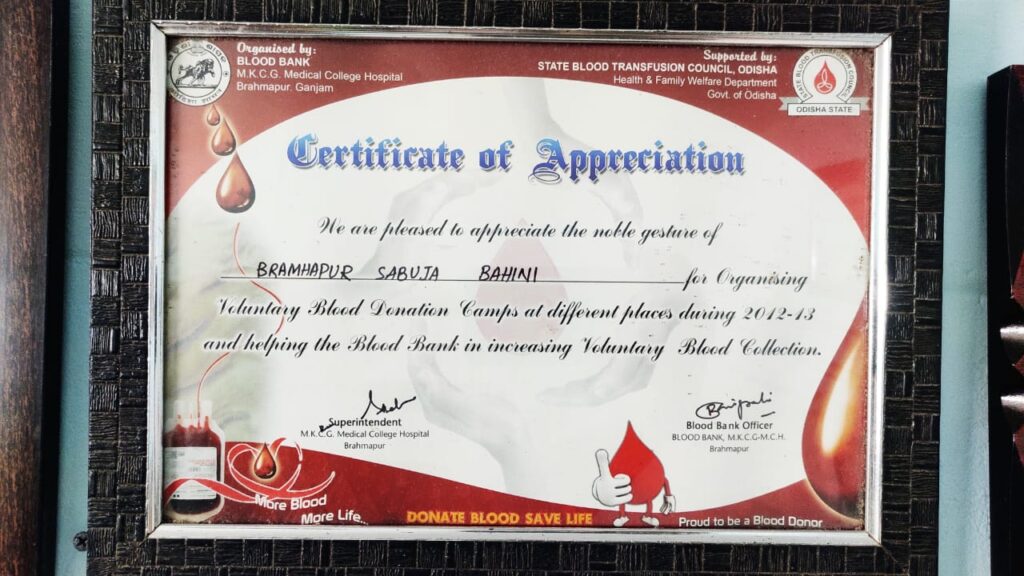 Organised by:
BLOOD BANK
M.K.C.G. Medical College Hospital
Brahmapur. Ganjam
Supported by:
STATE BLOOD TRANSFUSION COUNCIL, ODISHA
Health & Family Welfare Department
Govt. of Odisha
STATE BLOOD TRANSFUSION COUNCIL
ODISHA STATE
Certificate of Appreciation
We are pleased to appreciate the noble gesture of
BRAMHAPUR SABUJA BAHINI for Organising
Voluntary Blood Donation Camps at different places during 2012-13
and helping the Blood Bank in increasing Voluntary Blood Collection.
Superintendent
M.K.C.G. Medical College Hospital
Brahmapur
Blood Bank Officer
BLOOD BANK, M.K.C.G-M.C.H.
Brahmapur
More Blood
More Life...
DONATE BLOOD SAVE LIFE
Proud to be a Blood Donor